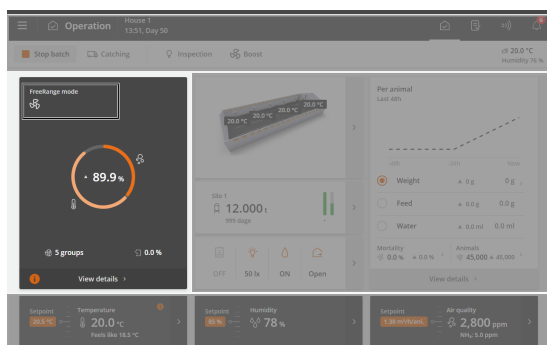 Operation
House 1
13:51, Day 50
Stop batch
Catching
Inspection
Boost
20.0 °C
Humidity 76 %
FreeRange mode
89.9 %
5 groups
0.0 %
View details
20.0 °C
20.0 °C
20.0 °C
20.0 °C
Site 1
12.000 t
999 dage
OFF
50 lx
ON
Open
Per animal
Last 48h
-24h
Now
Weight
0 g
0 g
Feed
0.0 g
0.0 g
Water
0.0 ml
0.0 ml
Mortality
0.0 %
0.0 %
Animals
45,000
45,000
View details
Setpoint
20.5 °C
Temperature
20.0 °C
Feels like 18.5 °C
Setpoint
85 %
Humidity
78 %
Setpoint
Air quality
2,800 ppm
NH₃: 5.0 ppm